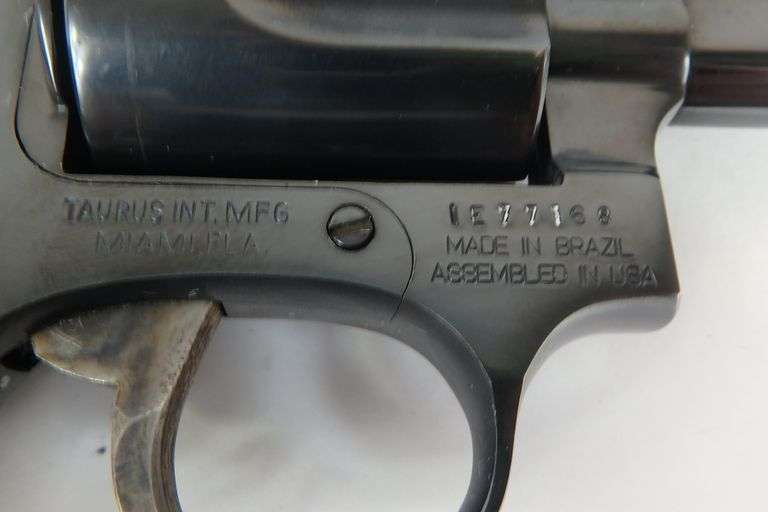 TAURUS INT. MFG
MIAMI, FLA.
IE77169
MADE IN BRAZIL
ASSEMBLED IN USA